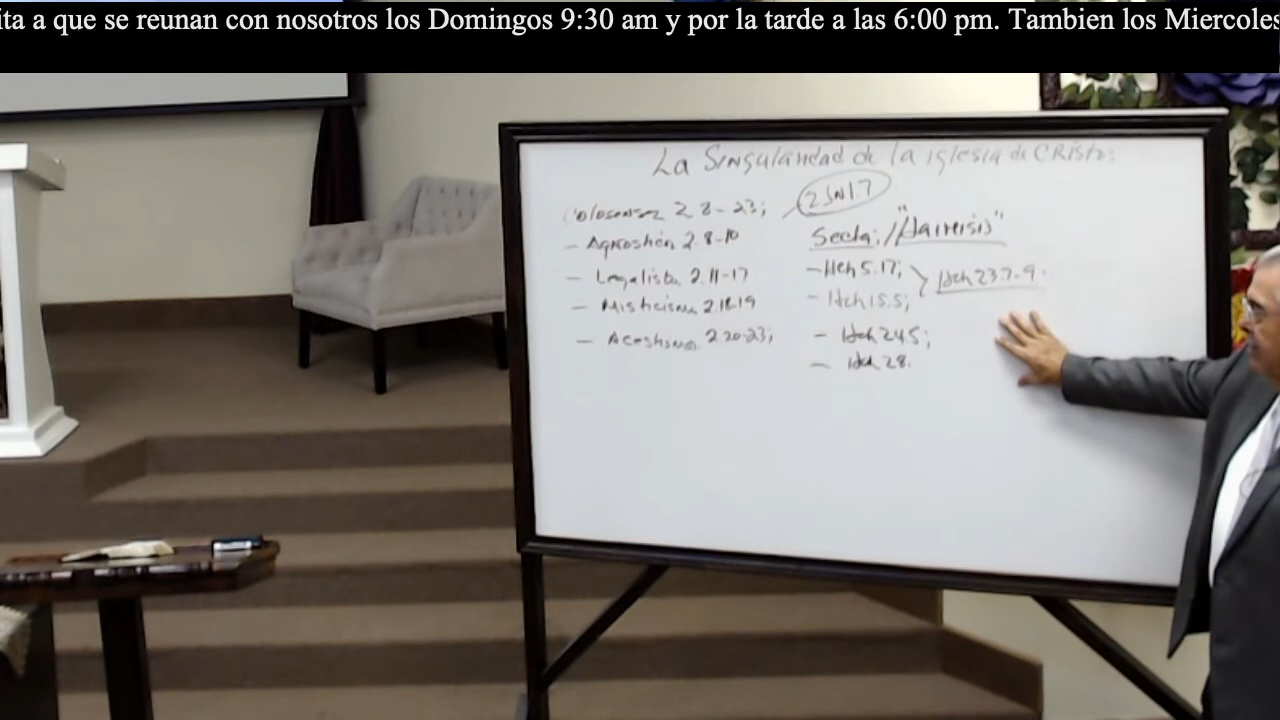 ita a que se reunan con nosotros los Domingos 9:30 am y por la tarde a las 6:00 pm. Tambien los Miercoles
La Singularidad de la iglesia de CRisto:
Colosenses 2.8-23;
2 Jn 1.7
- Agnosticn 2.8-10
- Legalista 2.11-17
- Misticismo 2.18.19
- Acestismo 2.20-23;
Secta: / "Hairesis"
- Hch 5.17;
- Hch 15.5;
Hch 23.7-9.
- Hch 24.5;
- Hch 28.